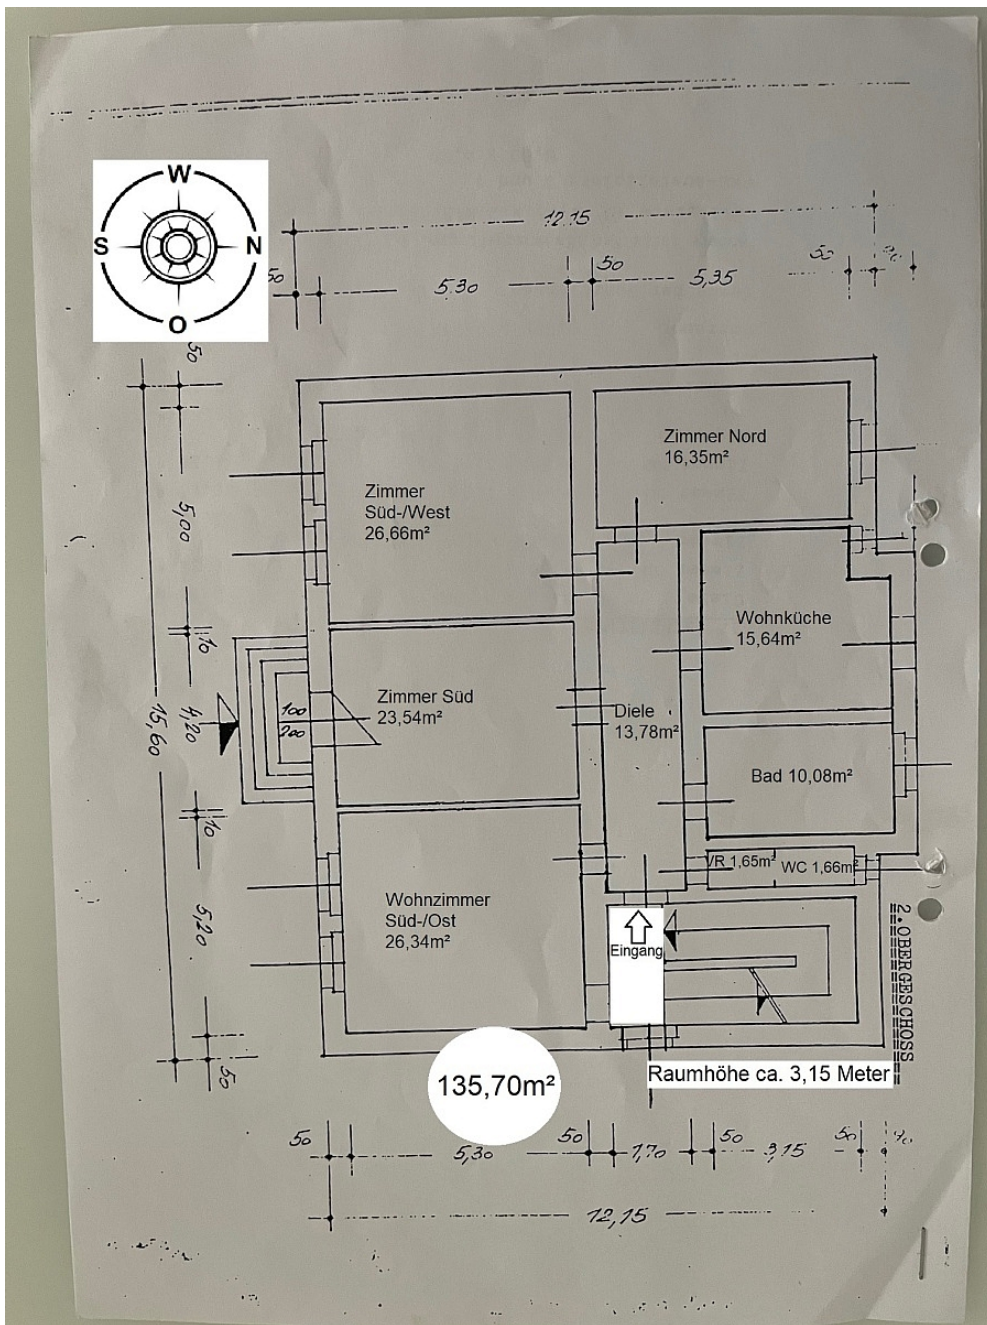 W
S
N
O
12,15
50
5,30
50
5,35
50
90
50
5,00
10
4,20
15,60
10
5,20
50
Zimmer
Süd-/West
26,66m²
Zimmer Nord
16,35m²
Wohnküche
15,64m²
Zimmer Süd
23,54m²
100
200
Diele
13,78m²
Bad 10,08m²
VR 1,65m²
WC 1,66m²
Wohnzimmer
Süd-/Ost
26,34m²
Eingang
2.OBERGESCHOSS
135,70m²
Raumhöhe ca. 3,15 Meter
50
5,30
50
1,70
50
3,15
50
90
12,15